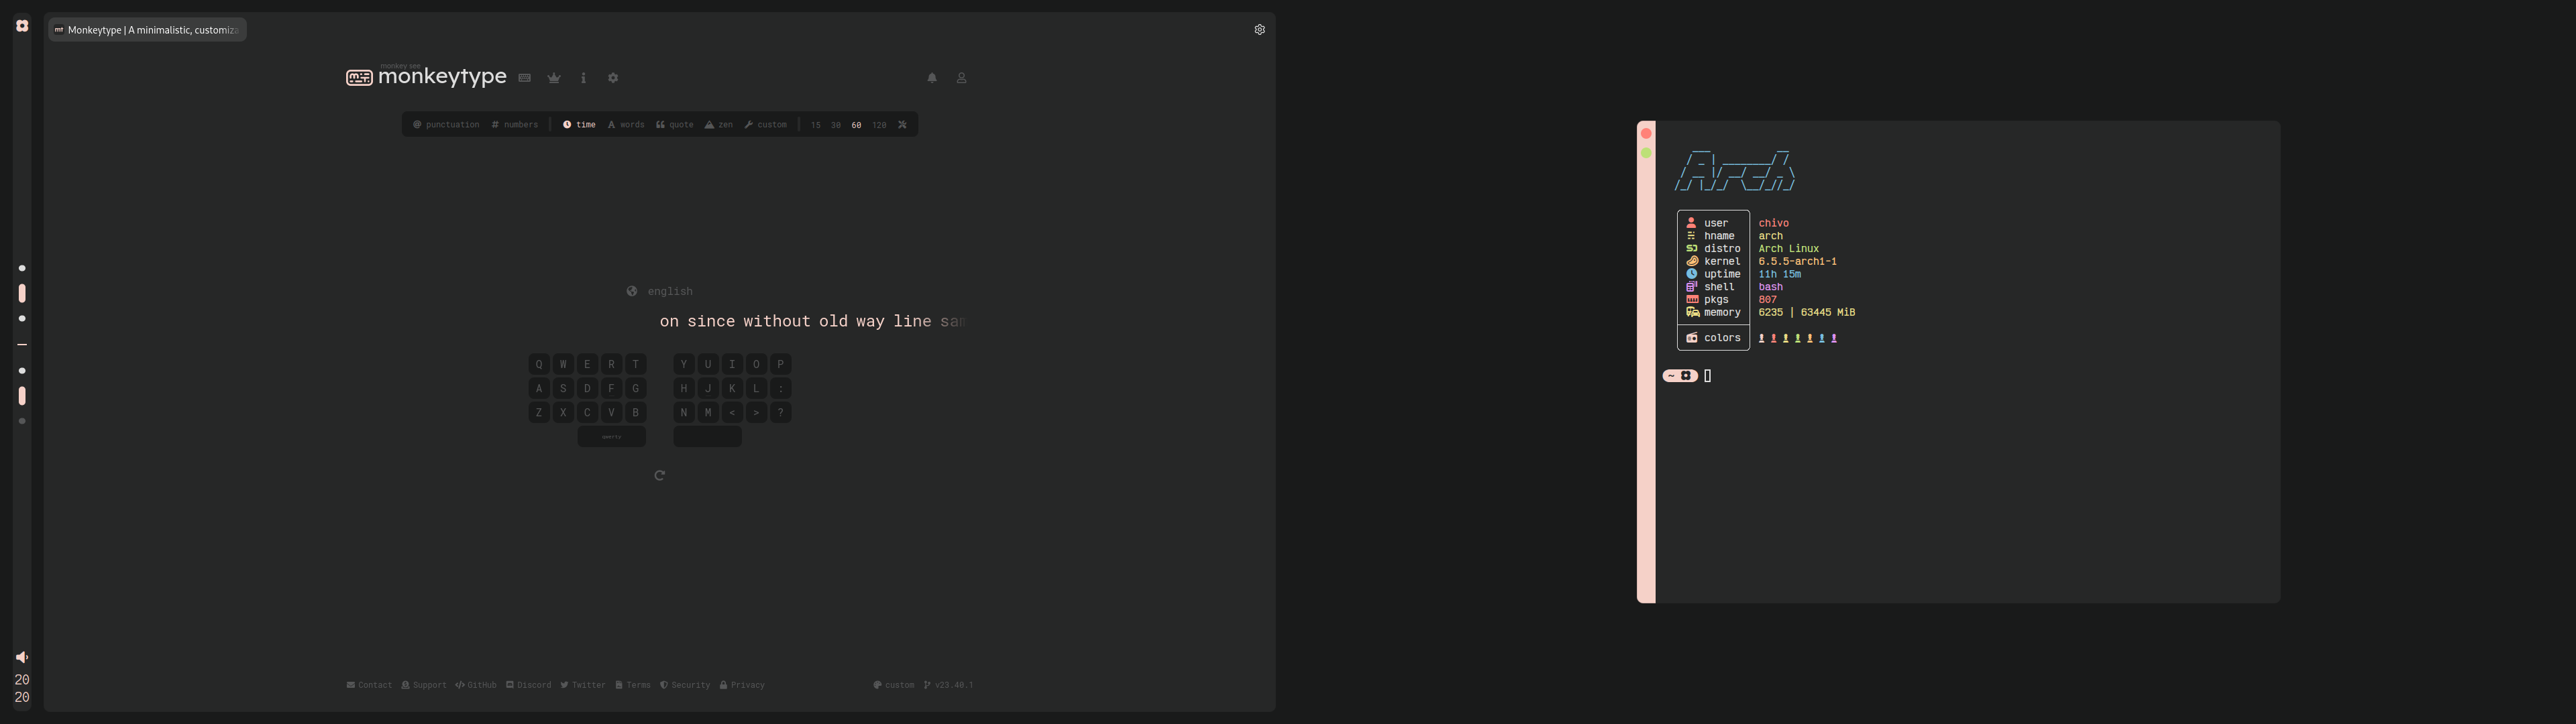 Monkeytype | A minimalistic, customiza
monkey see
monkeytype
punctuation numbers time words quote zen custom 15 30 60 120
english
on since without old way line sam
Q W E R T Y U I O P
A S D F G H J K L :
Z X C V B N M < > ?
qwerty
Contact Support GitHub Discord Twitter Terms Security Privacy custom v23.40.1
20
20
Arch
user chivo
hname arch
distro Arch Linux
kernel 6.5.5-arch1-1
uptime 11h 15m
shell bash
pkgs 807
memory 6235 | 63445 MiB
colors
~